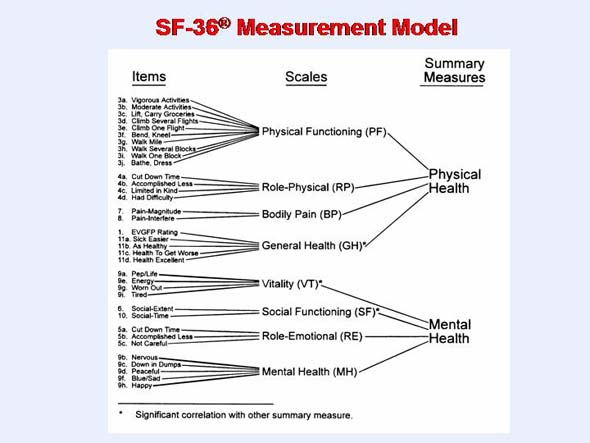 SF-36® Measurement Model
Items
Scales
Summary
Measures
3a. Vigorous Activities
3b. Moderate Activities
3c. Lift, Carry Groceries
3d. Climb Several Flights
3e. Climb One Flight
3f. Bend, Kneel
3g. Walk Mile
3h. Walk Several Blocks
3i. Walk One Block
3j. Bathe, Dress
Physical Functioning (PF)
4a. Cut Down Time
4b. Accomplished Less
4c. Limited in Kind
4d. Had Difficulty
Role-Physical (RP)
Physical
Health
7. Pain-Magnitude
8. Pain-Interfere
Bodily Pain (BP)
1. EVGFP Rating
11a. Sick Easier
11b. As Healthy
11c. Health To Get Worse
11d. Health Excellent
General Health (GH)*
9a. Pep/Life
9e. Energy
9g. Worn Out
9i. Tired
Vitality (VT)*
6. Social-Extent
10. Social-Time
Social Functioning (SF)*
5a. Cut Down Time
5b. Accomplished Less
5c. Not Careful
Role-Emotional (RE)
Mental
Health
9b. Nervous
9c. Down in Dumps
9d. Peaceful
9f. Blue/Sad
9h. Happy
Mental Health (MH)
* Significant correlation with other summary measure.